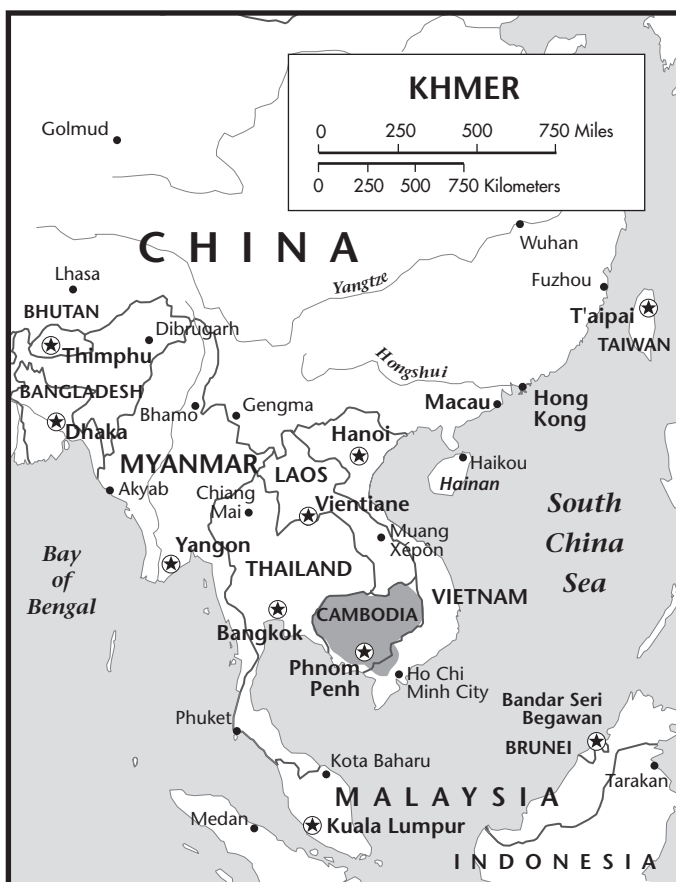 KHMER
0 250 500 750 Miles
0 250 500 750 Kilometers
Golmud
CHINA
Wuhan
Lhasa
Yangtze
Fuzhou
BHUTAN
T'aipai
Dibrugarh
Thimphu
TAIWAN
Hongshui
BANGLADESH
Macau
Hong
Kong
Bhamo
Gengma
Dhaka
Hanoi
MYANMAR
LAOS
Haikou
Hainan
Akyab
Chiang
Mai
Vientiane
South
China
Sea
Muang
Xépôn
Yangon
Bay
of
Bengal
THAILAND
VIETNAM
CAMBODIA
Bangkok
Phnom
Penh
Ho Chi
Minh City
Bandar Seri
Begawan
Phuket
BRUNEI
Kota Baharu
Tarakan
MALAYSIA
Medan
Kuala Lumpur
INDONESIA